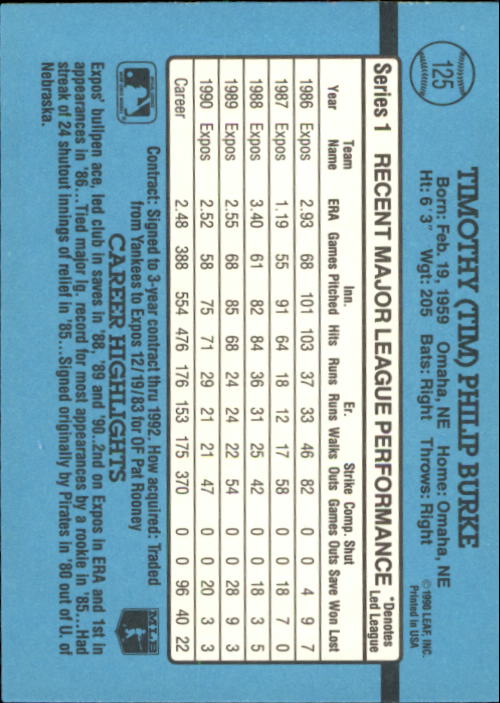 125
TIMOTHY (TIM) PHILIP BURKE
Born: Feb. 19, 1959 Omaha, NE Home: Omaha, NE
Ht: 6' 3" Wgt: 205 Bats: Right Throws: Right
©1990 LEAF, INC.
Printed in USA
Series 1 RECENT MAJOR LEAGUE PERFORMANCE *Denotes Led League
Team Inn. Er. Strike Comp. Shut
Year Name ERA Games Pitched Hits Runs Runs Walks Outs Games Outs Save Won Lost
1986 Expos 2.93 68 101 103 37 33 46 82 0 0 4 9 7
1987 Expos 1.19 55 91 64 18 12 17 58 0 0 18 7 0
1988 Expos 3.40 61 82 84 36 31 25 42 0 0 18 3 5
1989 Expos 2.55 68 85 68 24 24 22 54 0 0 28 9 3
1990 Expos 2.52 58 75 71 29 21 21 47 0 0 20 3 3
Career 2.48 388 554 476 176 153 175 370 0 0 96 40 22
Contract: Signed to 3-year contract thru 1992. How acquired: Traded
from Yankees to Expos 12/19/83 for OF Pat Rooney
MLB
CAREER HIGHLIGHTS
Expos' bullpen ace, led club in saves in '88, '89 and '90...2nd on Expos in ERA and 1st in
appearances in '86...Tied major lg. record for most appearances by a rookie in '85...Had
streak of 24 shutout innings of relief in '85...Signed originally by Pirates in '80 out of U. of
Nebraska.